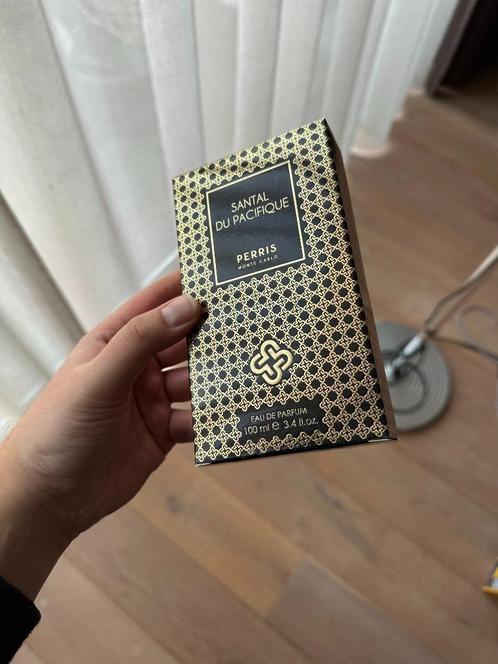 SANTAL
DU PACIFIQUE
PERRIS
MONTE CARLO
EAU DE PARFUM
100 ml ℮ 3.4 fl.oz.